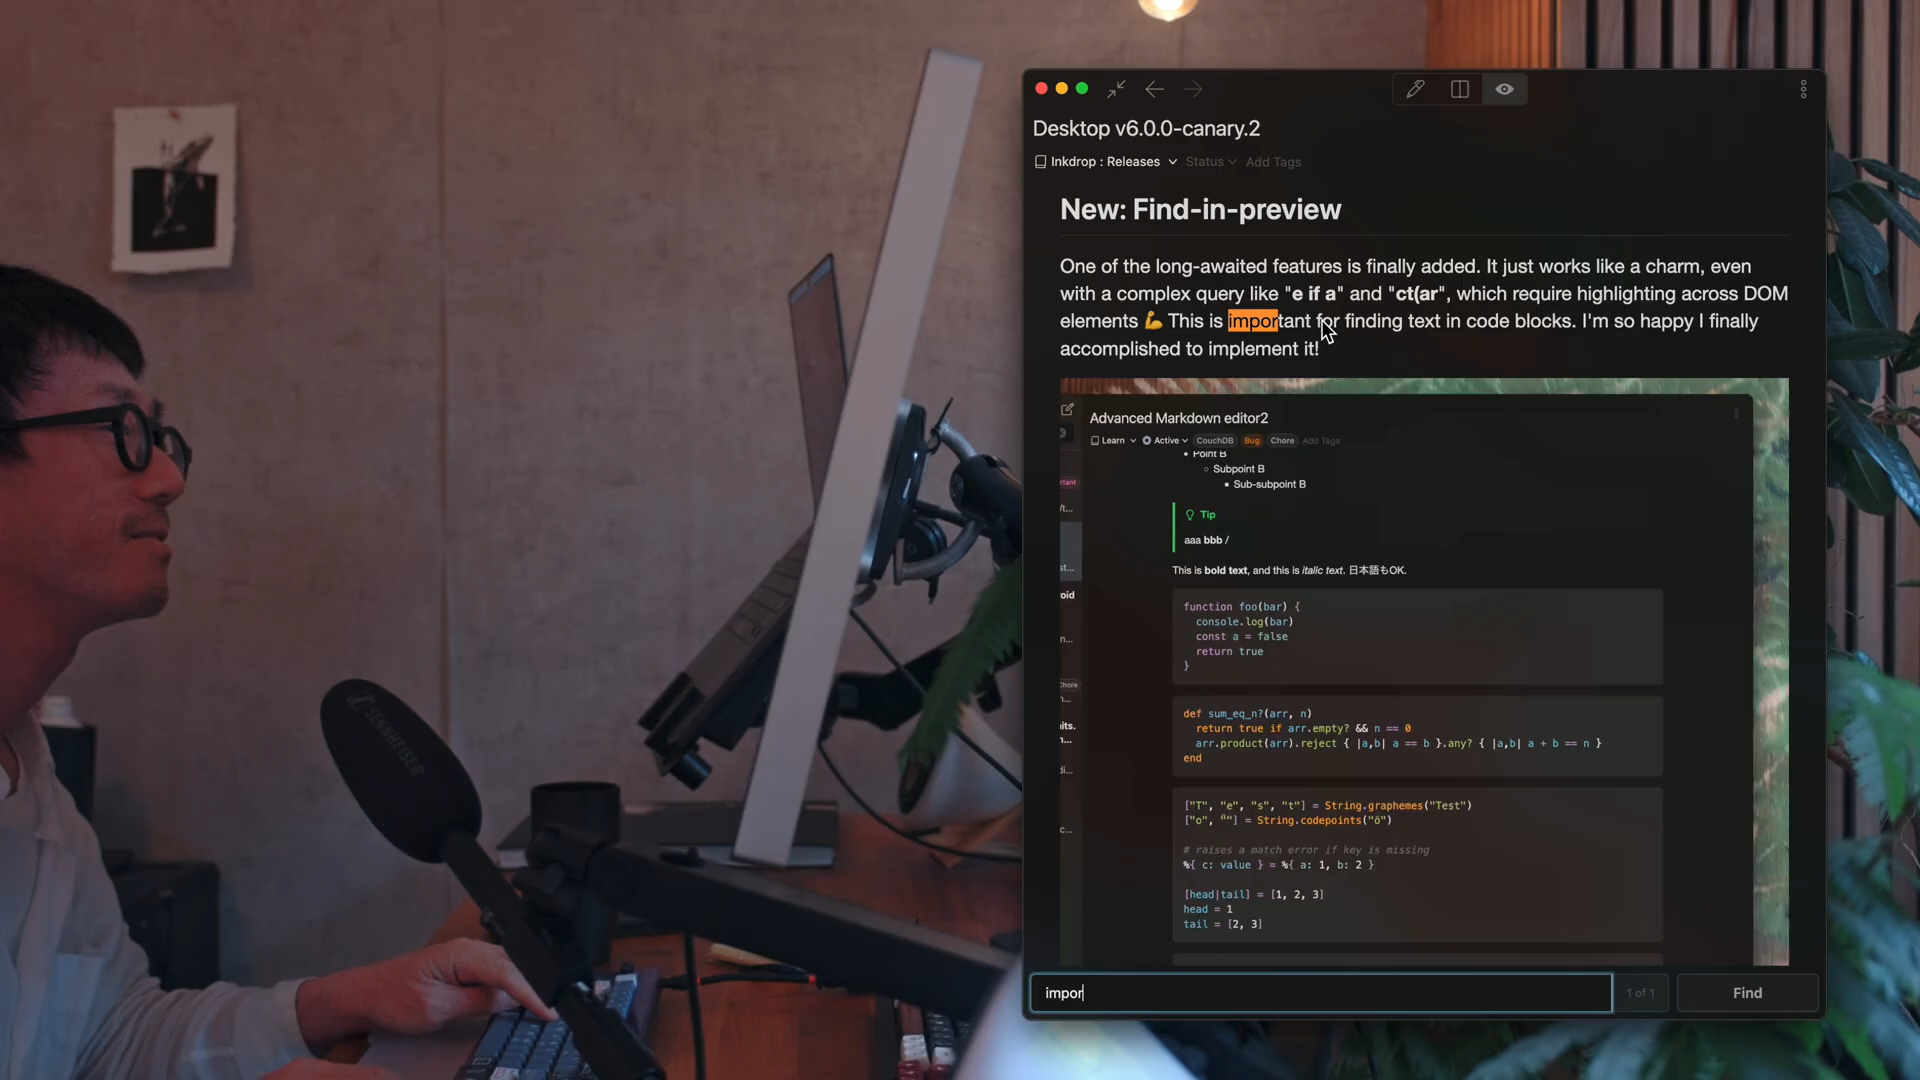 Desktop v6.0.0-canary.2
Inkdrop : Releases Status Add Tags
New: Find-in-preview
One of the long-awaited features is finally added. It just works like a charm, even
with a complex query like "e if a" and "ct(ar", which require highlighting across DOM
elements 💪 This is important for finding text in code blocks. I'm so happy I finally
accomplished to implement it!
Advanced Markdown editor2
Learn Active CouchDB Bug Chore Add Tags
Point B
Subpoint B
Sub-subpoint B
Tip
aaa bbb /
This is bold text, and this is italic text. 日本語もOK.
function foo(bar) {
console.log(bar)
const a = false
return true
}
def sum_eq_n?(arr, n)
return true if arr.empty? && n == 0
arr.product(arr).reject { |a,b| a == b }.any? { |a,b| a + b == n }
end
["T", "e", "s", "t"] = String.graphemes("Test")
= String.codepoints("ö")
# raises a match error if key is missing
%{ c: value } = %{ a: 1, b: 2 }
[head|tail] = [1, 2, 3]
head = 1
tail = [2, 3]
impor
1 of 1
Find
SENNHEISER